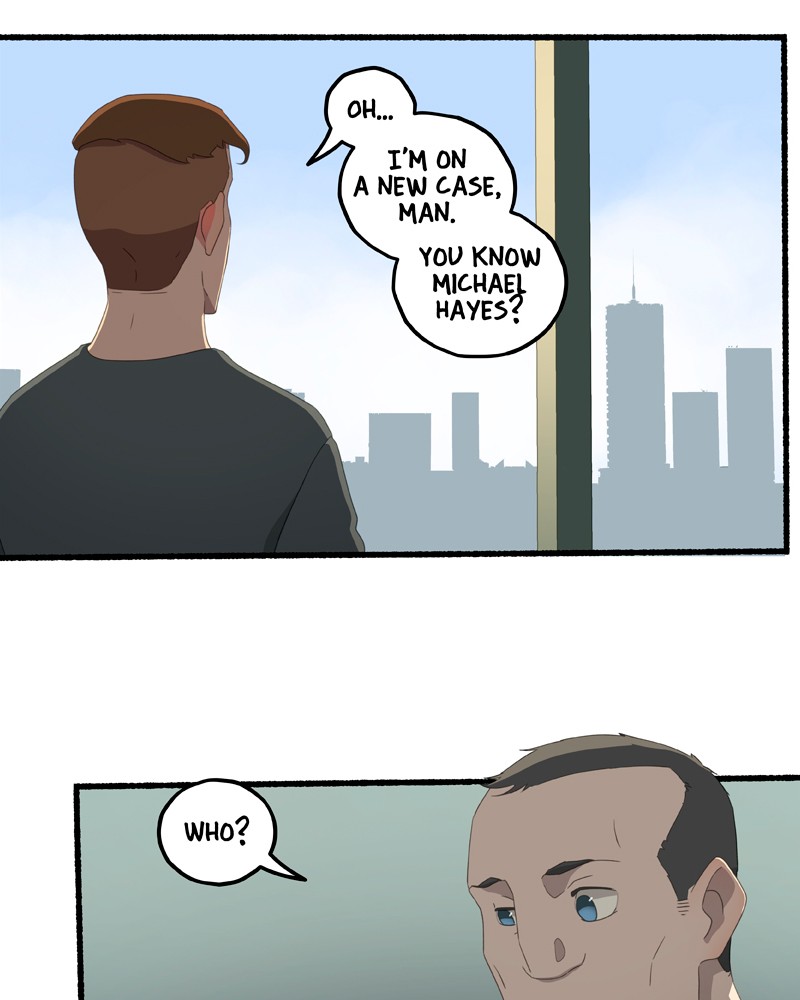 OH...
I'M ON
A NEW CASE,
MAN.
YOU KNOW
MICHAEL
HAYES?
WHO?